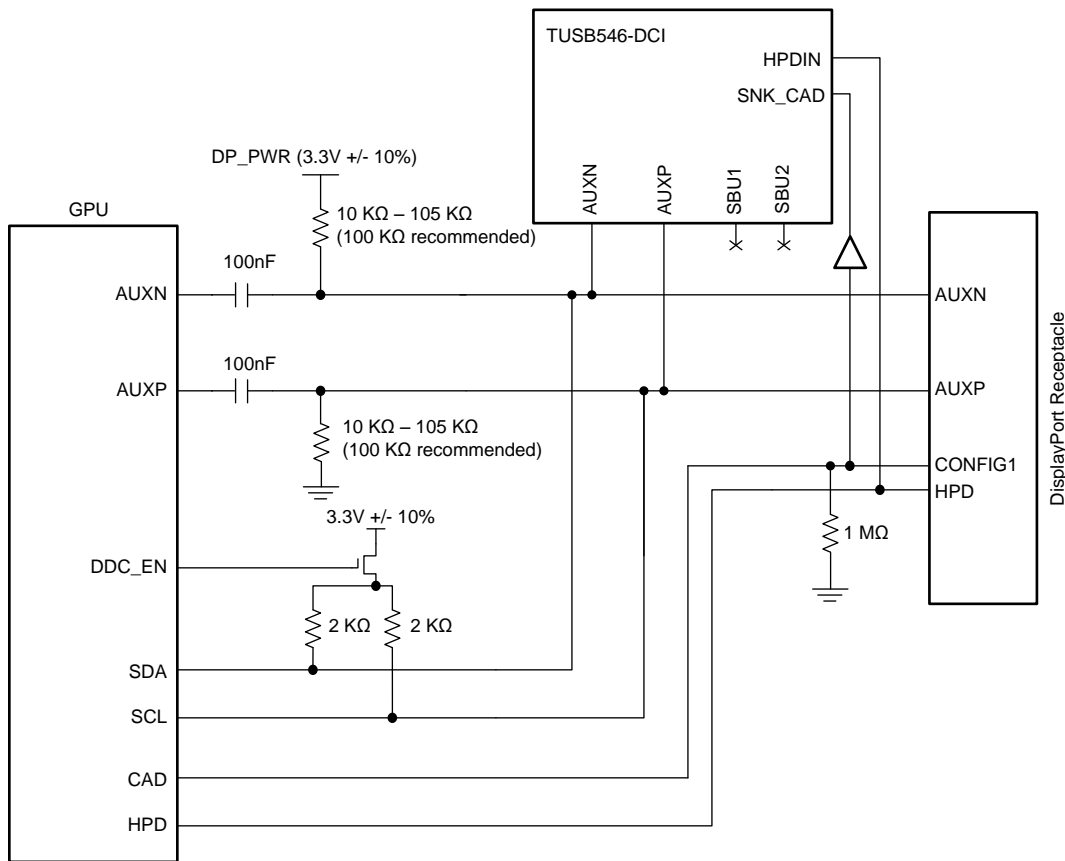 TUSB546-DCI
HPDIN
SNK_CAD
DP_PWR (3.3V +/- 10%)
AUXN
AUXP
SBU1
SBU2
GPU
10 KΩ – 105 KΩ
(100 KΩ recommended)
100nF
AUXN
AUXN
100nF
AUXP
AUXP
10 KΩ – 105 KΩ
(100 KΩ recommended)
CONFIG1
HPD
DisplayPort Receptacle
3.3V +/- 10%
1 MΩ
DDC_EN
2 KΩ
2 KΩ
SDA
SCL
CAD
HPD